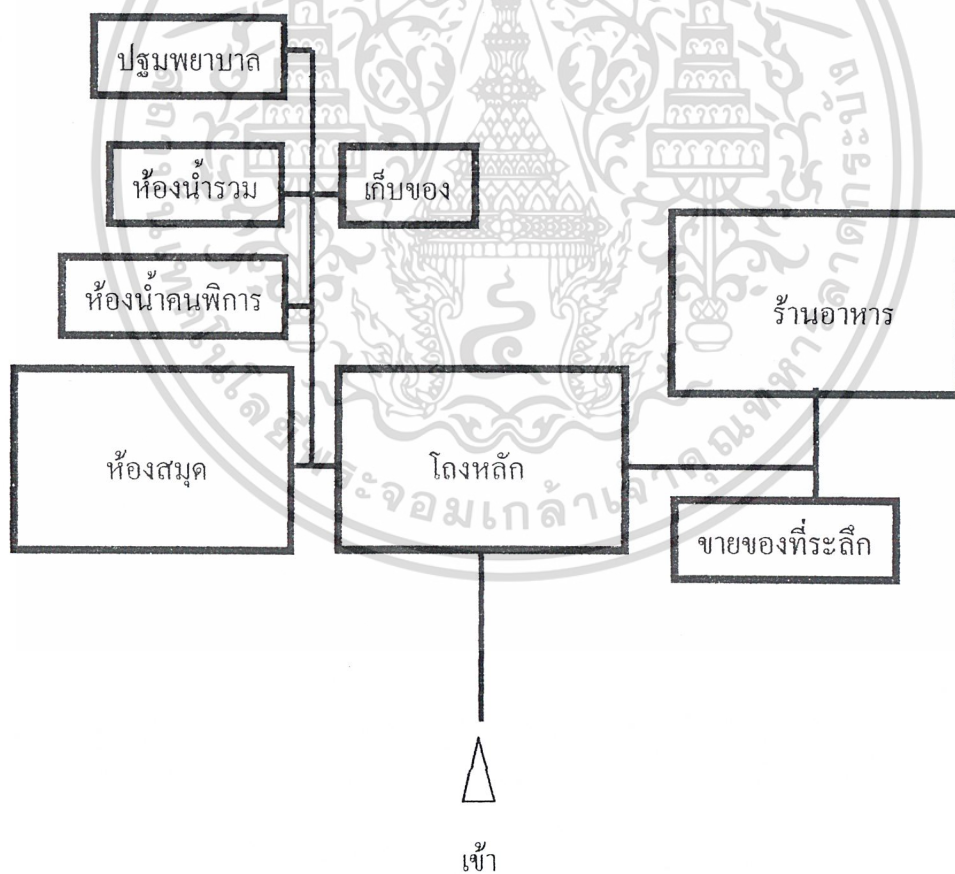 ปฐมพยาบาล
ห้องน้ำรวม
เก็บของ
ห้องน้ำคนพิการ
ร้านอาหาร
ห้องสมุด
โถงหลัก
ขายของที่ระลึก
เข้า